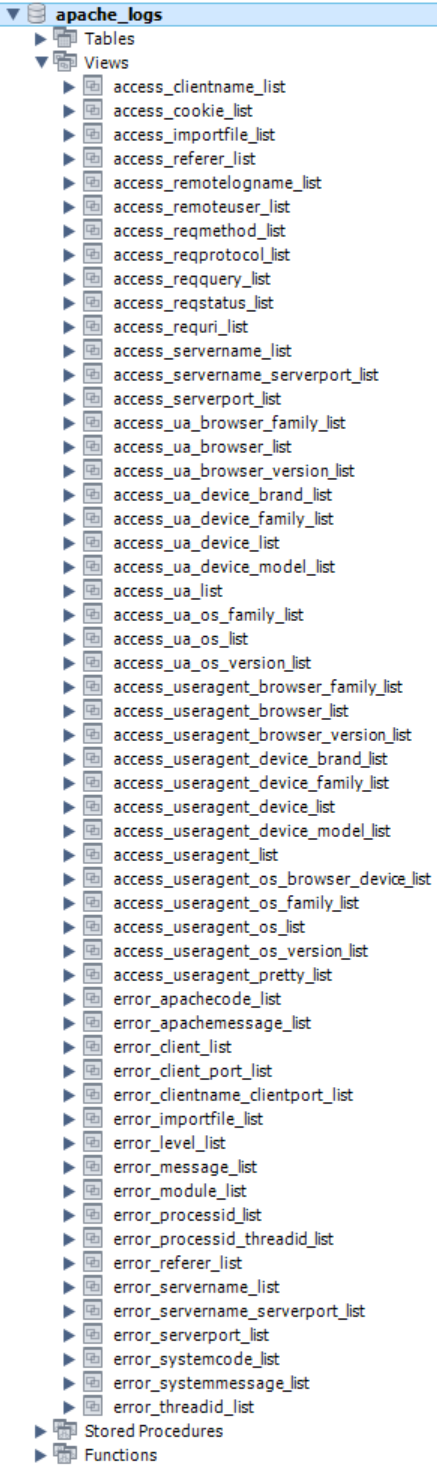 apache_logs
Tables
Views
access_clientname_list
access_cookie_list
access_importfile_list
access_referer_list
access_remotelogname_list
access_remoteuser_list
access_reqmethod_list
access_reqprotocol_list
access_reqquery_list
access_reqstatus_list
access_requri_list
access_servername_list
access_servername_serverport_list
access_serverport_list
access_ua_browser_family_list
access_ua_browser_list
access_ua_browser_version_list
access_ua_device_brand_list
access_ua_device_family_list
access_ua_device_list
access_ua_device_model_list
access_ua_list
access_ua_os_family_list
access_ua_os_list
access_ua_os_version_list
access_useragent_browser_family_list
access_useragent_browser_list
access_useragent_browser_version_list
access_useragent_device_brand_list
access_useragent_device_family_list
access_useragent_device_list
access_useragent_device_model_list
access_useragent_list
access_useragent_os_browser_device_list
access_useragent_os_family_list
access_useragent_os_list
access_useragent_os_version_list
access_useragent_pretty_list
error_apachecode_list
error_apachemessage_list
error_client_list
error_client_port_list
error_clientname_clientport_list
error_importfile_list
error_level_list
error_message_list
error_module_list
error_processid_list
error_processid_threadid_list
error_referer_list
error_servername_list
error_servername_serverport_list
error_serverport_list
error_systemcode_list
error_systemmessage_list
error_threadid_list
Stored Procedures
Functions